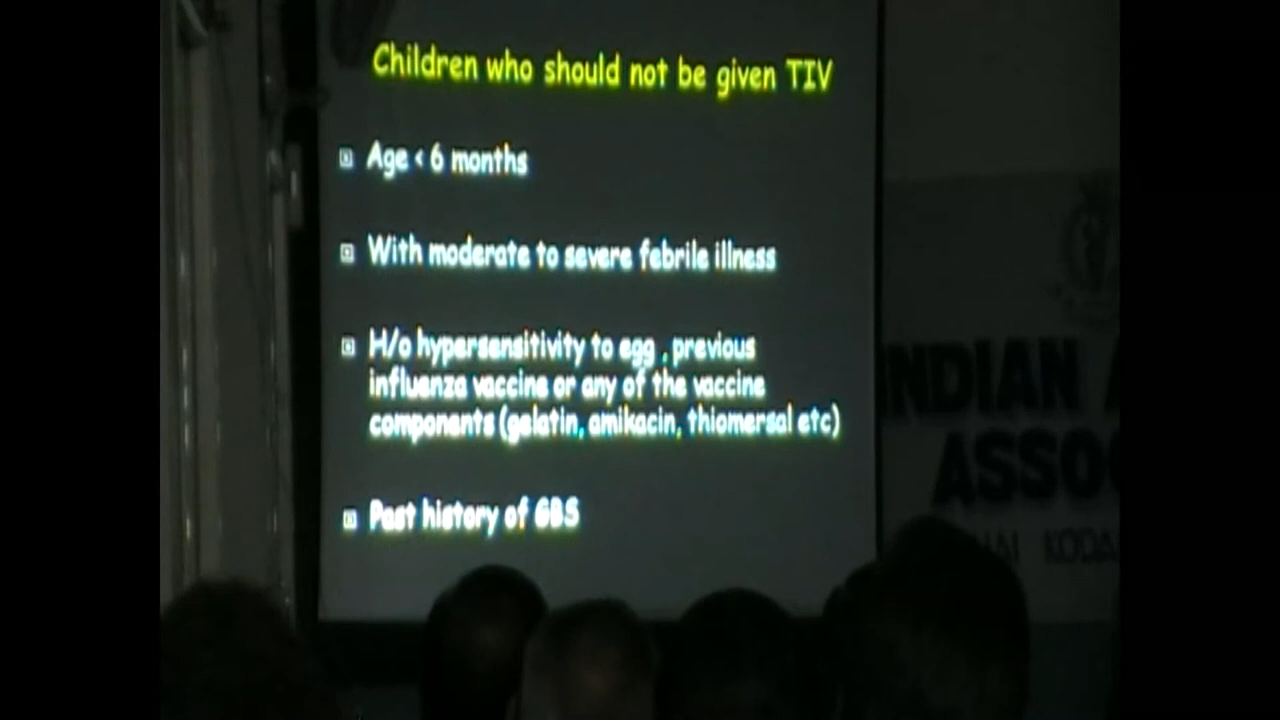 Children who should not be given TIV
Age < 6 months
With moderate to severe febrile illness
H/o hypersensitivity to egg , previous
influenza vaccine or any of the vaccine
components (gelatin, amikacin, thiomersal etc)
Past history of GBS
INDIAN
ASSO